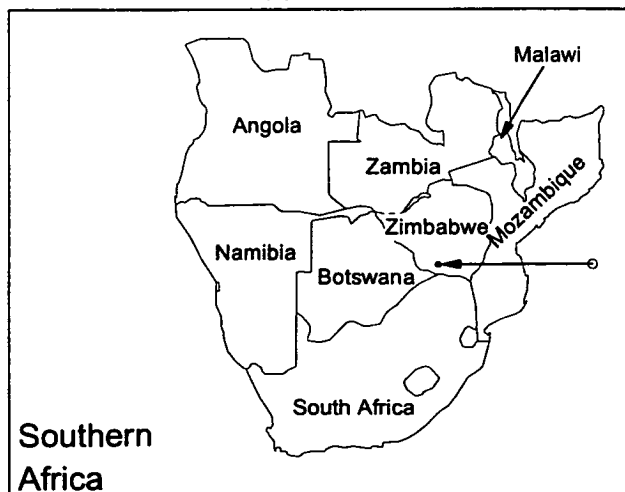 Malawi
Angola
Zambia
Mozambique
Zimbabwe
Namibia
Botswana
South Africa
Southern
Africa